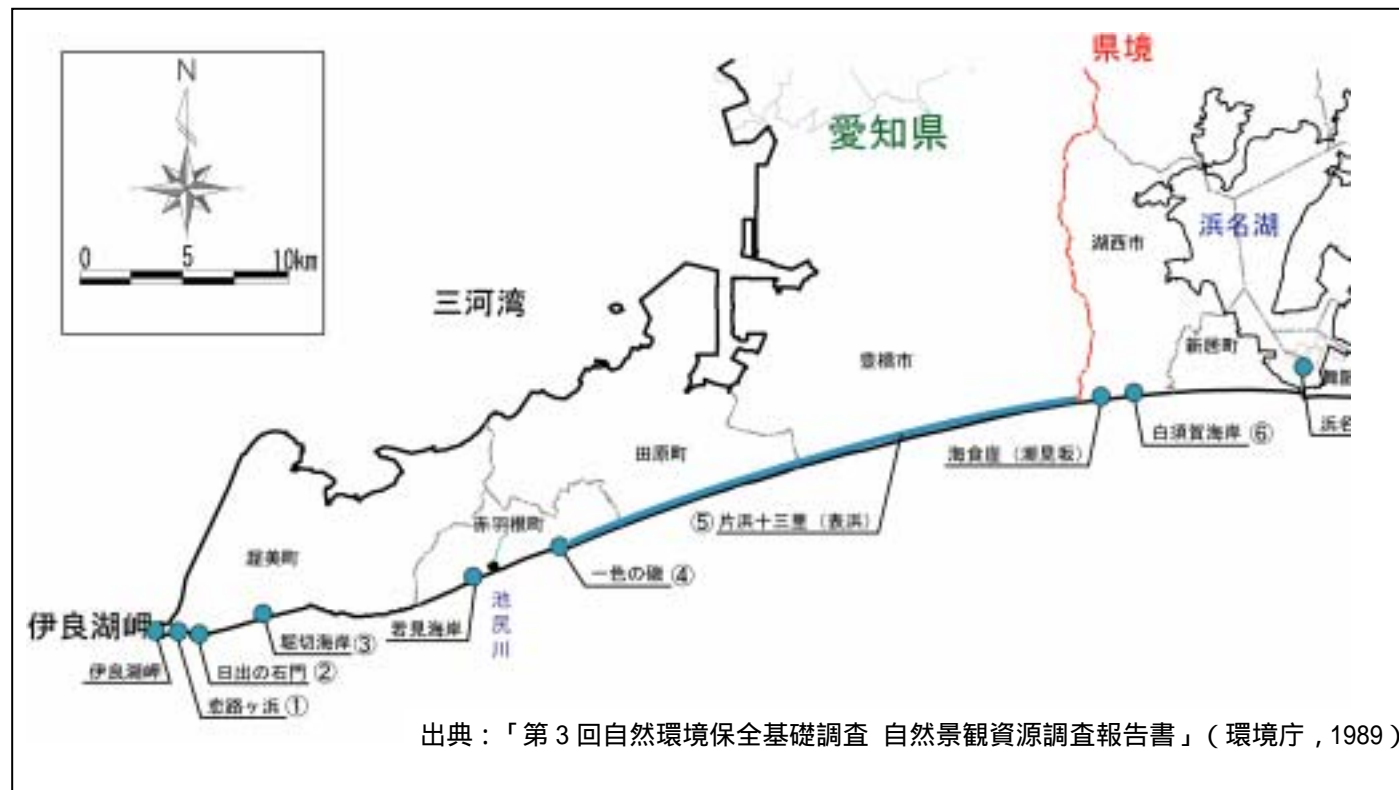 県境
N
愛知県
浜名湖
湖西市
0 5 10km
三河湾
新居町
豊橋市
白須賀海岸 ⑥
海食崖 (潮見坂)
田原町
⑤ 片浜十三里 (表浜)
赤羽根町
渥美町
一色の磯 ④
池尻川
若見海岸
伊良湖岬
堀切海岸 ③
伊良湖岬
日出の石門 ②
恋路ヶ浜 ①
出典:「第3回自然環境保全基礎調査 自然景観資源調査報告書」(環境庁,1989)